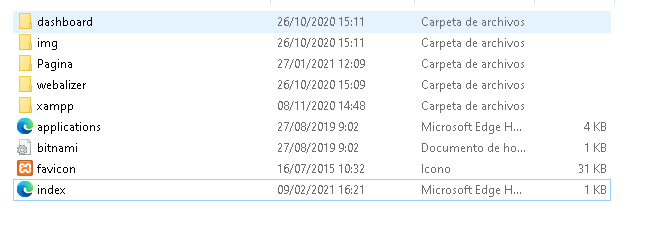 dashboard 26/10/2020 15:11 Carpeta de archivos
img 26/10/2020 15:11 Carpeta de archivos
Pagina 27/01/2021 12:09 Carpeta de archivos
webalizer 26/10/2020 15:09 Carpeta de archivos
xampp 08/11/2020 14:48 Carpeta de archivos
applications 27/08/2019 9:02 Microsoft Edge H... 4 KB
bitnami 27/08/2019 9:02 Documento de ho... 1 KB
favicon 16/07/2015 10:32 Icono 31 KB
index 09/02/2021 16:21 Microsoft Edge H... 1 KB